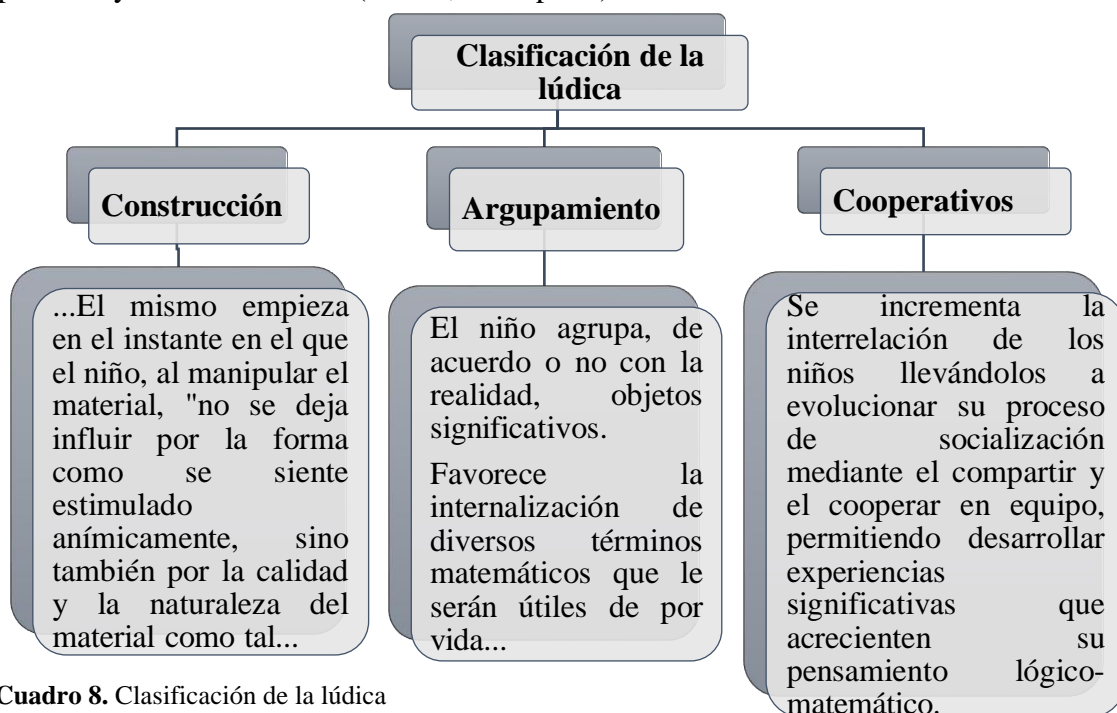 Clasificación de la
lúdica
Construcción
Argupamiento
Cooperativos
...El mismo empieza
en el instante en el que
el niño, al manipular el
material, "no se deja
influir por la forma
como se siente
estimulado
anímicamente, sino
también por la calidad
y la naturaleza del
material como tal...
El niño agrupa, de
acuerdo o no con la
realidad, objetos
significativos.
Favorece la
internalización de
diversos términos
matemáticos que le
serán útiles de por
vida...
Se incrementa la
interrelación de los
niños llevándolos a
evolucionar su proceso
de socialización
mediante el compartir y
el cooperar en equipo,
permitiendo desarrollar
experiencias
significativas que
acrecienten su
pensamiento lógico-
matemático.
Cuadro 8. Clasificación de la lúdica